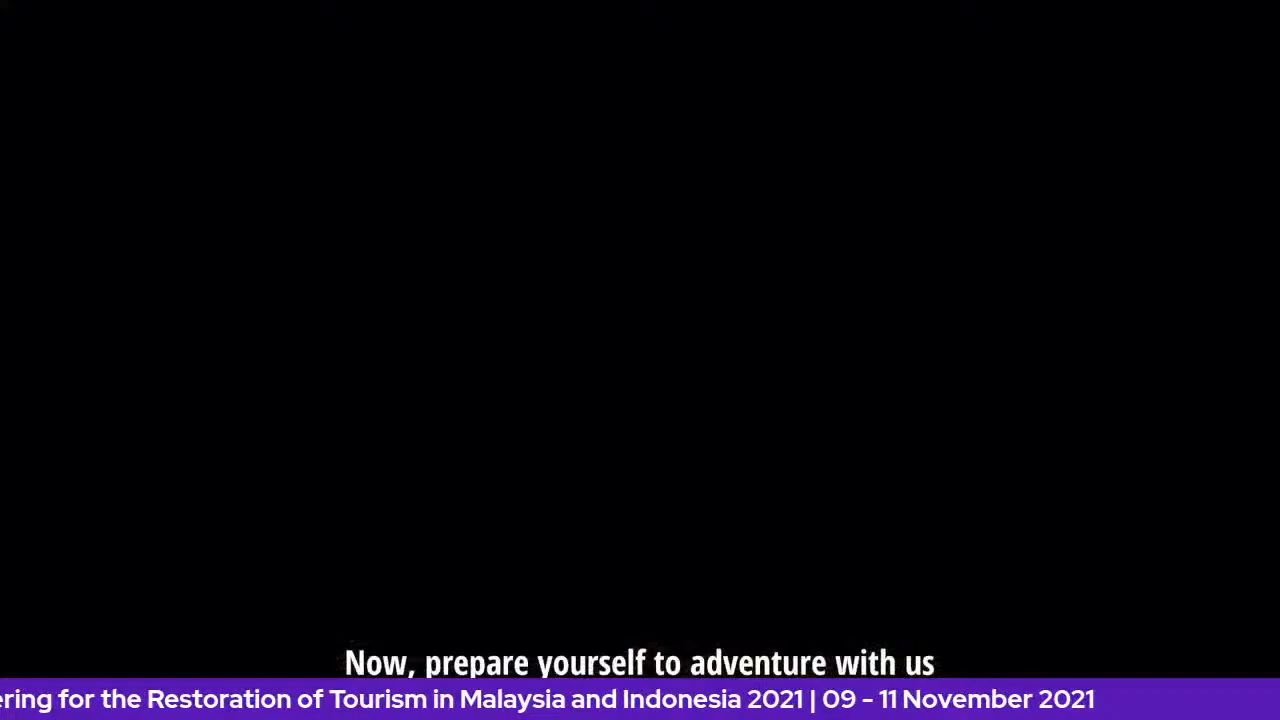 Now, prepare yourself to adventure with us
ering for the Restoration of Tourism in Malaysia and Indonesia 2021 | 09 - 11 November 2021